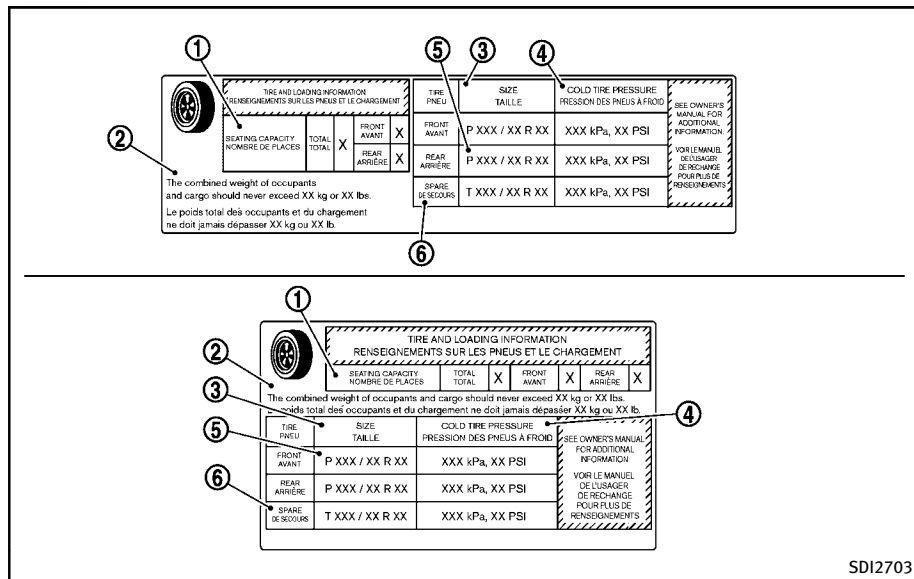 ① ⑤ ③ ④
②
TIRE AND LOADING INFORMATION
RENSEIGNEMENTS SUR LES PNEUS ET LE CHARGEMENT
SEATING CAPACITY
NOMBRE DE PLACES
TOTAL
TOTAL
X
FRONT
AVANT
X
REAR
ARRIÈRE
X
The combined weight of occupants
and cargo should never exceed XX kg or XX lbs.
Le poids total des occupants et du chargement
ne doit jamais dépasser XX kg ou XX lb.
TIRE
PNEU
SIZE
TAILLE
COLD TIRE PRESSURE
PRESSION DES PNEUS À FROID
FRONT
AVANT
P XXX / XX R XX
XXX kPa, XX PSI
REAR
ARRIÈRE
P XXX / XX R XX
XXX kPa, XX PSI
SPARE
DE SECOURS
T XXX / XX R XX
XXX kPa, XX PSI
SEE OWNER'S
MANUAL FOR
ADDITIONAL
INFORMATION.
VOIR LE MANUEL
DE L'USAGER
DE RECHANGE
POUR PLUS DE
RENSEIGNEMENTS
⑥
①
②
③
④
⑤
⑥
TIRE AND LOADING INFORMATION
RENSEIGNEMENTS SUR LES PNEUS ET LE CHARGEMENT
SEATING CAPACITY
NOMBRE DE PLACES
TOTAL
TOTAL
X
FRONT
AVANT
X
REAR
ARRIÈRE
X
The combined weight of occupants and cargo should never exceed XX kg or XX lbs.
Le poids total des occupants et du chargement ne doit jamais dépasser XX kg ou XX lb.
TIRE
PNEU
SIZE
TAILLE
COLD TIRE PRESSURE
PRESSION DES PNEUS À FROID
FRONT
AVANT
P XXX / XX R XX
XXX kPa, XX PSI
REAR
ARRIÈRE
P XXX / XX R XX
XXX kPa, XX PSI
SPARE
DE SECOURS
T XXX / XX R XX
XXX kPa, XX PSI
SEE OWNER'S MANUAL
FOR ADDITIONAL
INFORMATION
VOIR LE MANUEL
DE L'USAGER
DE RECHANGE
POUR PLUS DE
RENSEIGNEMENTS
SDI2703